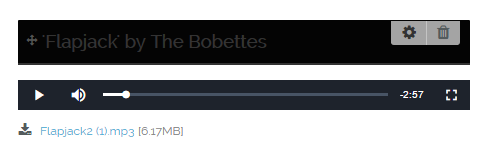 'Flapjack' by The Bobettes
-2:57
Flapjack2 (1).mp3 [6.17MB]